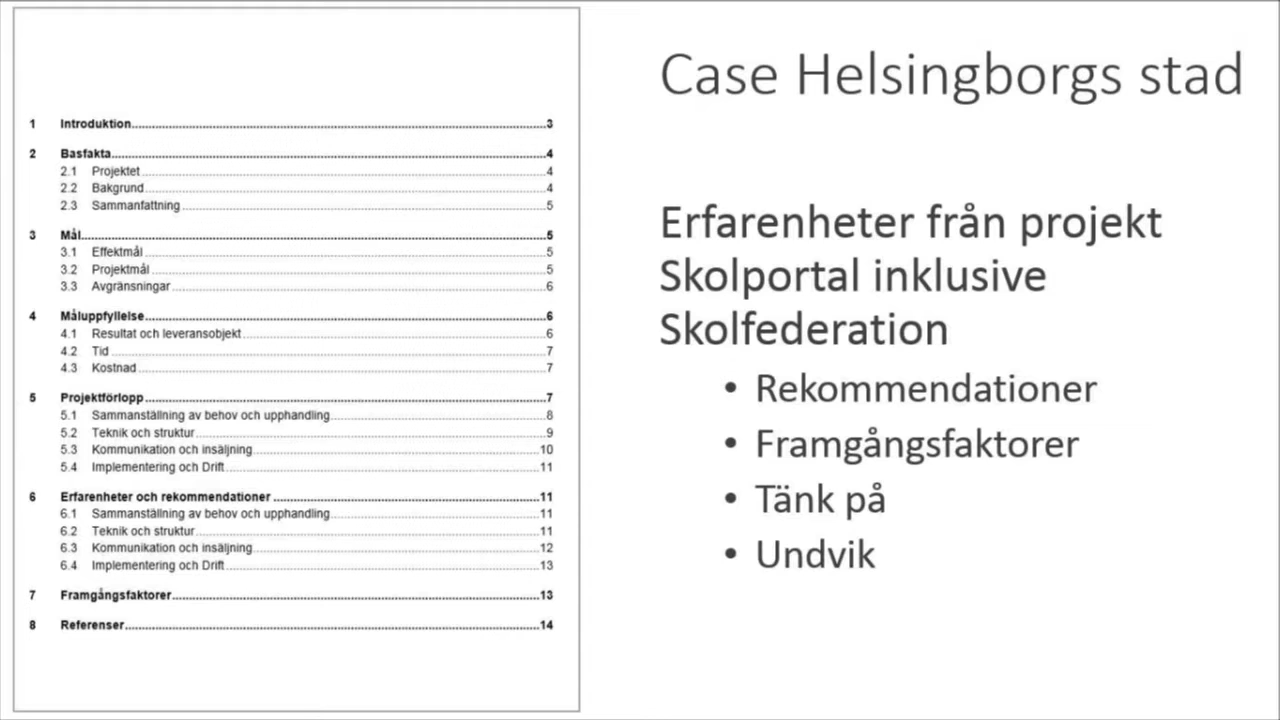 1 Introduktion 3
2 Basfakta 4
2.1 Projektet 4
2.2 Bakgrund 4
2.3 Sammanfattning 5
3 Mål 5
3.1 Effektmål 5
3.2 Projektmål 5
3.3 Avgränsningar 6
4 Måluppfyllelse 6
4.1 Resultat och leveransobjekt 6
4.2 Tid 7
4.3 Kostnad 7
5 Projektförlopp 7
5.1 Sammanställning av behov och upphandling 8
5.2 Teknik och struktur 9
5.3 Kommunikation och insäljning 10
5.4 Implementering och Drift 11
6 Erfarenheter och rekommendationer 11
6.1 Sammanställning av behov och upphandling 11
6.2 Teknik och struktur 11
6.3 Kommunikation och insäljning 12
6.4 Implementering och Drift 13
7 Framgångsfaktorer 13
8 Referenser 14
Case Helsingborgs stad
Erfarenheter från projekt
Skolportal inklusive
Skolfederation
• Rekommendationer
• Framgångsfaktorer
• Tänk på
• Undvik